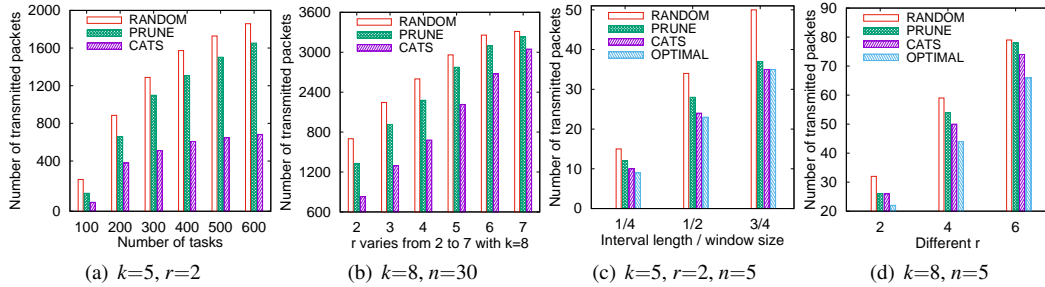 Number of transmitted packets
2000
1600
1200
800
400
0
RANDOM
PRUNE
CATS
100 200 300 400 500 600
Number of tasks
(a) k=5, r=2
Number of transmitted packets
3600
3000
2400
1800
1200
600
RANDOM
PRUNE
CATS
2 3 4 5 6 7
r varies from 2 to 7 with k=8
(b) k=8, n=30
Number of transmitted packets
50
40
30
20
10
0
RANDOM
PRUNE
CATS
OPTIMAL
1/4 1/2 3/4
Interval length / window size
(c) k=5, r=2, n=5
Number of transmitted packets
90
80
70
60
50
40
30
20
RANDOM
PRUNE
CATS
OPTIMAL
2 4 6
Different r
(d) k=8, n=5